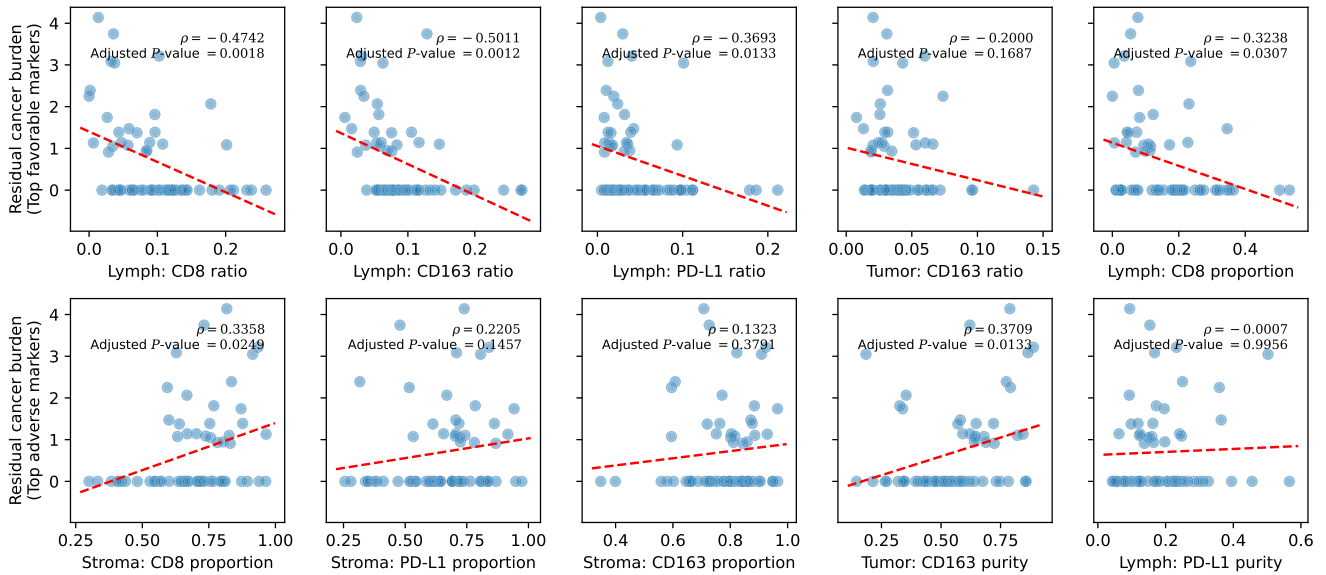 Residual cancer burden
(Top favorable markers)
4
3
2
1
0
ρ = −0.4742
Adjusted P-value = 0.0018
0.0 0.1 0.2
Lymph: CD8 ratio
ρ = −0.5011
Adjusted P-value = 0.0012
0.0 0.1 0.2
Lymph: CD163 ratio
ρ = −0.3693
Adjusted P-value = 0.0133
0.0 0.1 0.2
Lymph: PD-L1 ratio
ρ = −0.2000
Adjusted P-value = 0.1687
0.00 0.05 0.10 0.15
Tumor: CD163 ratio
ρ = −0.3238
Adjusted P-value = 0.0307
0.0 0.2 0.4
Lymph: CD8 proportion
Residual cancer burden
(Top adverse markers)
4
3
2
1
0
ρ = 0.3358
Adjusted P-value = 0.0249
0.25 0.50 0.75 1.00
Stroma: CD8 proportion
ρ = 0.2205
Adjusted P-value = 0.1457
0.25 0.50 0.75 1.00
Stroma: PD-L1 proportion
ρ = 0.1323
Adjusted P-value = 0.3791
0.4 0.6 0.8 1.0
Stroma: CD163 proportion
ρ = 0.3709
Adjusted P-value = 0.0133
0.25 0.50 0.75
Tumor: CD163 purity
ρ = −0.0007
Adjusted P-value = 0.9956
0.0 0.2 0.4 0.6
Lymph: PD-L1 purity